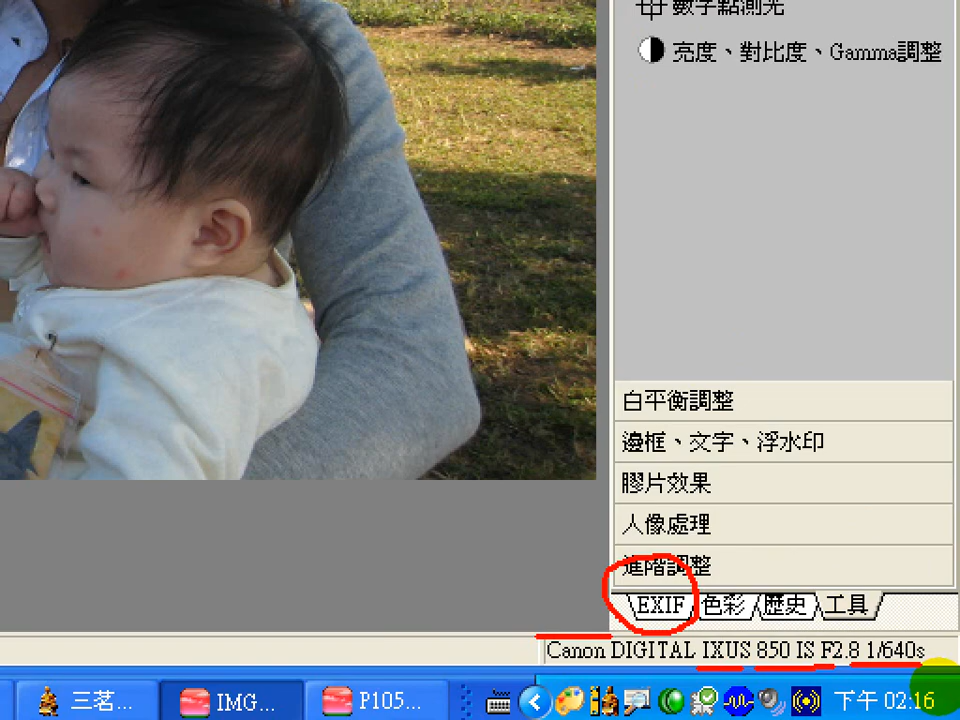 數字點測光
亮度、對比度、Gamma調整
白平衡調整
邊框、文字、浮水印
膠片效果
人像處理
進階調整
EXIF 色彩 歷史 工具
Canon DIGITAL IXUS 850 IS F2.8 1/640s
三茗... IMG... P105... 下午 02:16